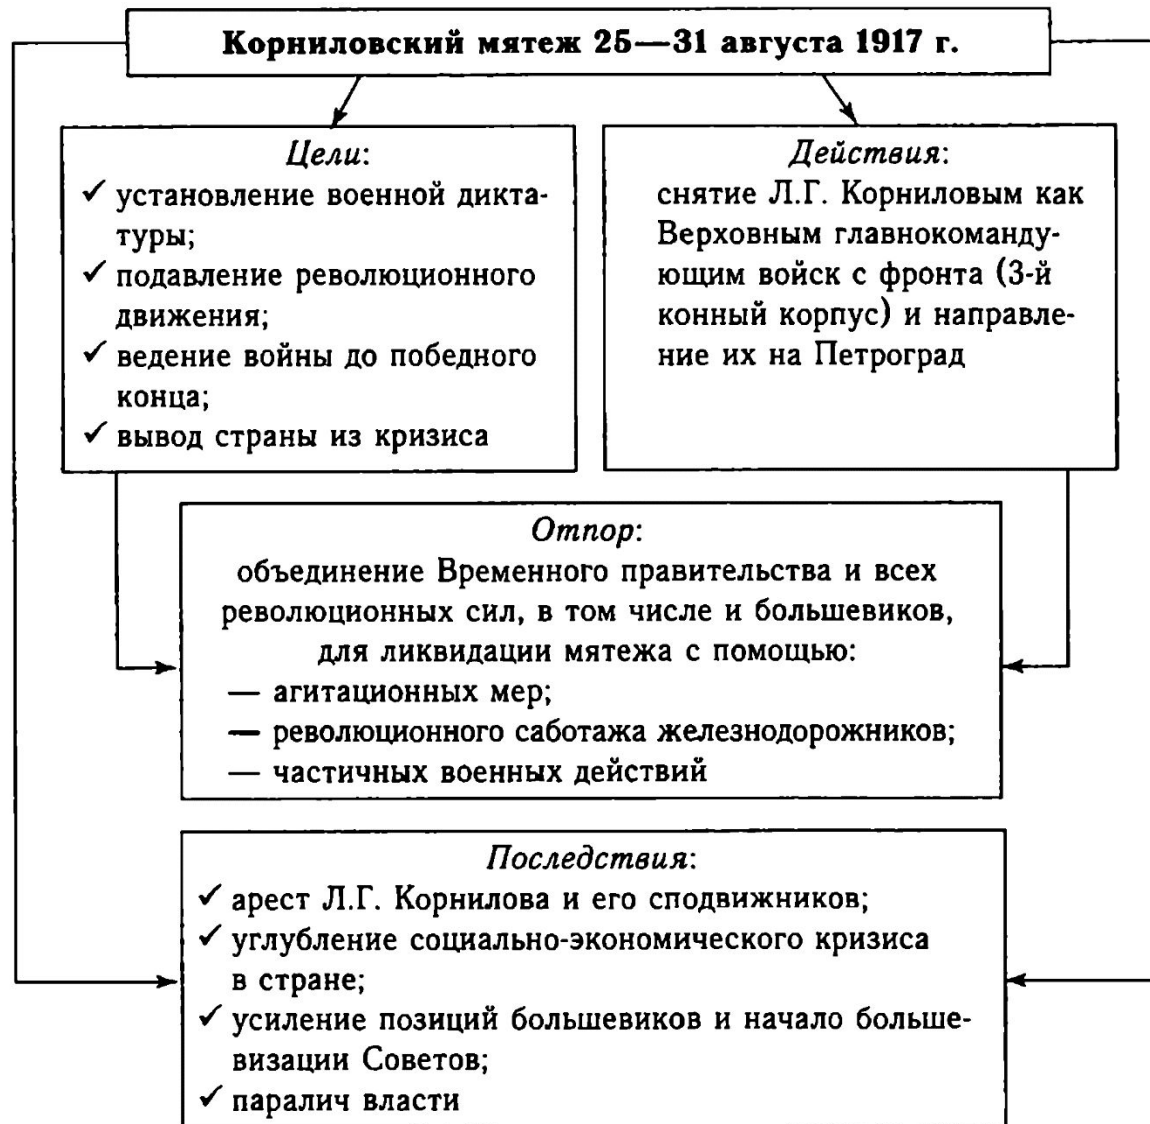 Корниловский мятеж 25—31 августа 1917 г.
Цели:
✓ установление военной дикта-
туры;
✓ подавление революционного
движения;
✓ ведение войны до победного
конца;
✓ вывод страны из кризиса
Действия:
снятие Л.Г. Корниловым как
Верховным главнокоманду-
ющим войск с фронта (3-й
конный корпус) и направле-
ние их на Петроград
Отпор:
объединение Временного правительства и всех
революционных сил, в том числе и большевиков,
для ликвидации мятежа с помощью:
— агитационных мер;
— революционного саботажа железнодорожников;
— частичных военных действий
Последствия:
✓ арест Л.Г. Корнилова и его сподвижников;
✓ углубление социально-экономического кризиса
в стране;
✓ усиление позиций большевиков и начало больше-
визации Советов;
✓ паралич власти